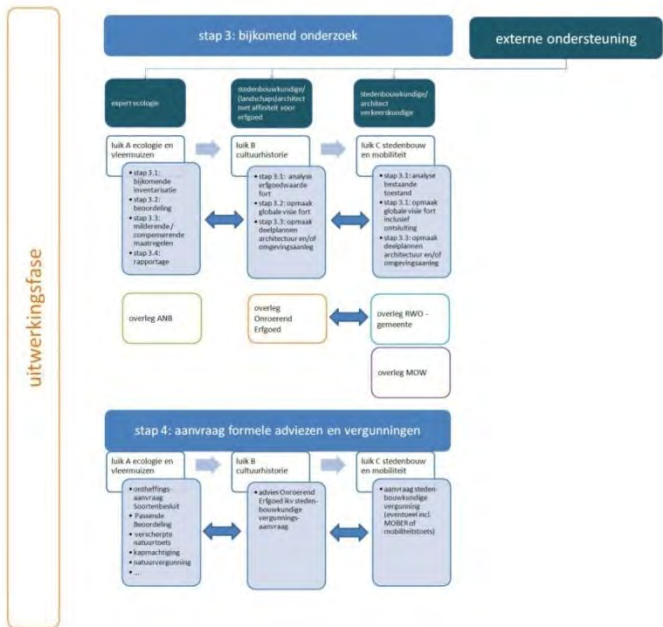 uitwerkingsfase
stap 3: bijkomend onderzoek
externe ondersteuning
expert ecologie
stedenbouwkundige/
(landschaps)architect
met affiniteit voor
erfgoed
stedenbouwkundige/
architect
verkeerskundige
luik A ecologie en
vleermuizen
luik B
cultuurhistorie
luik C stedenbouw
en mobiliteit
• stap 3.1:
bijkomende
inventarisatie
• stap 3.2:
beoordeling
• stap 3.3:
milderende/
compenserende
maatregelen
• stap 3.4:
rapportage
• stap 3.1: analyse
erfgoedwaarde
fort
• stap 3.2: opmaak
globale visie fort
• stap 3.3: opmaak
deelplannen
architectuur en/of
omgevingsaanleg
• stap 3.1: analyse
bestaande
toestand
• stap 3.1: opmaak
globale visie fort
inclusief
ontsluiting
• stap 3.3: opmaak
deelplannen
architectuur en/of
omgevingsaanleg
overleg ANB
overleg
Onroerend
Erfgoed
overleg RWO -
gemeente
overleg MOW
stap 4: aanvraag formele adviezen en vergunningen
luik A ecologie en
vleermuizen
luik B
cultuurhistorie
luik C stedenbouw
en mobiliteit
• ontheffings-
aanvraag
Soortenbesluit
• Passende
Beoordeling
• verscherpte
natuurtoets
• kapmachtiging
• natuurvergunning
• ...
• advies Onroerend
Erfgoed ikv steden-
bouwkundige
vergunnings-
aanvraag
• aanvraag steden-
bouwkundige
vergunning
(eventueel incl.
MOBER of
mobiliteitstoets)